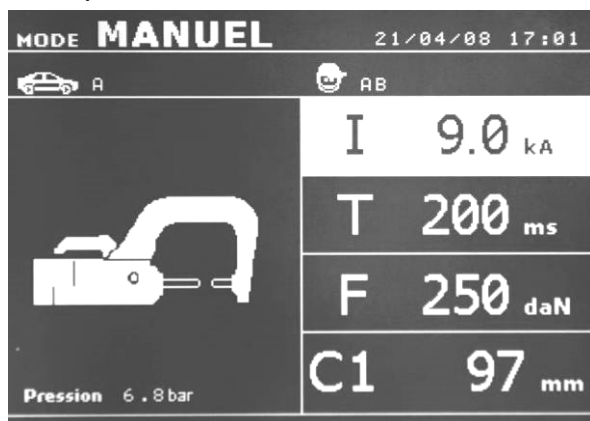 MODE MANUEL 21/04/08 17:01
A AB
I 9.0 kA
T 200 ms
F 250 daN
C1 97 mm
Pression 6.8 bar